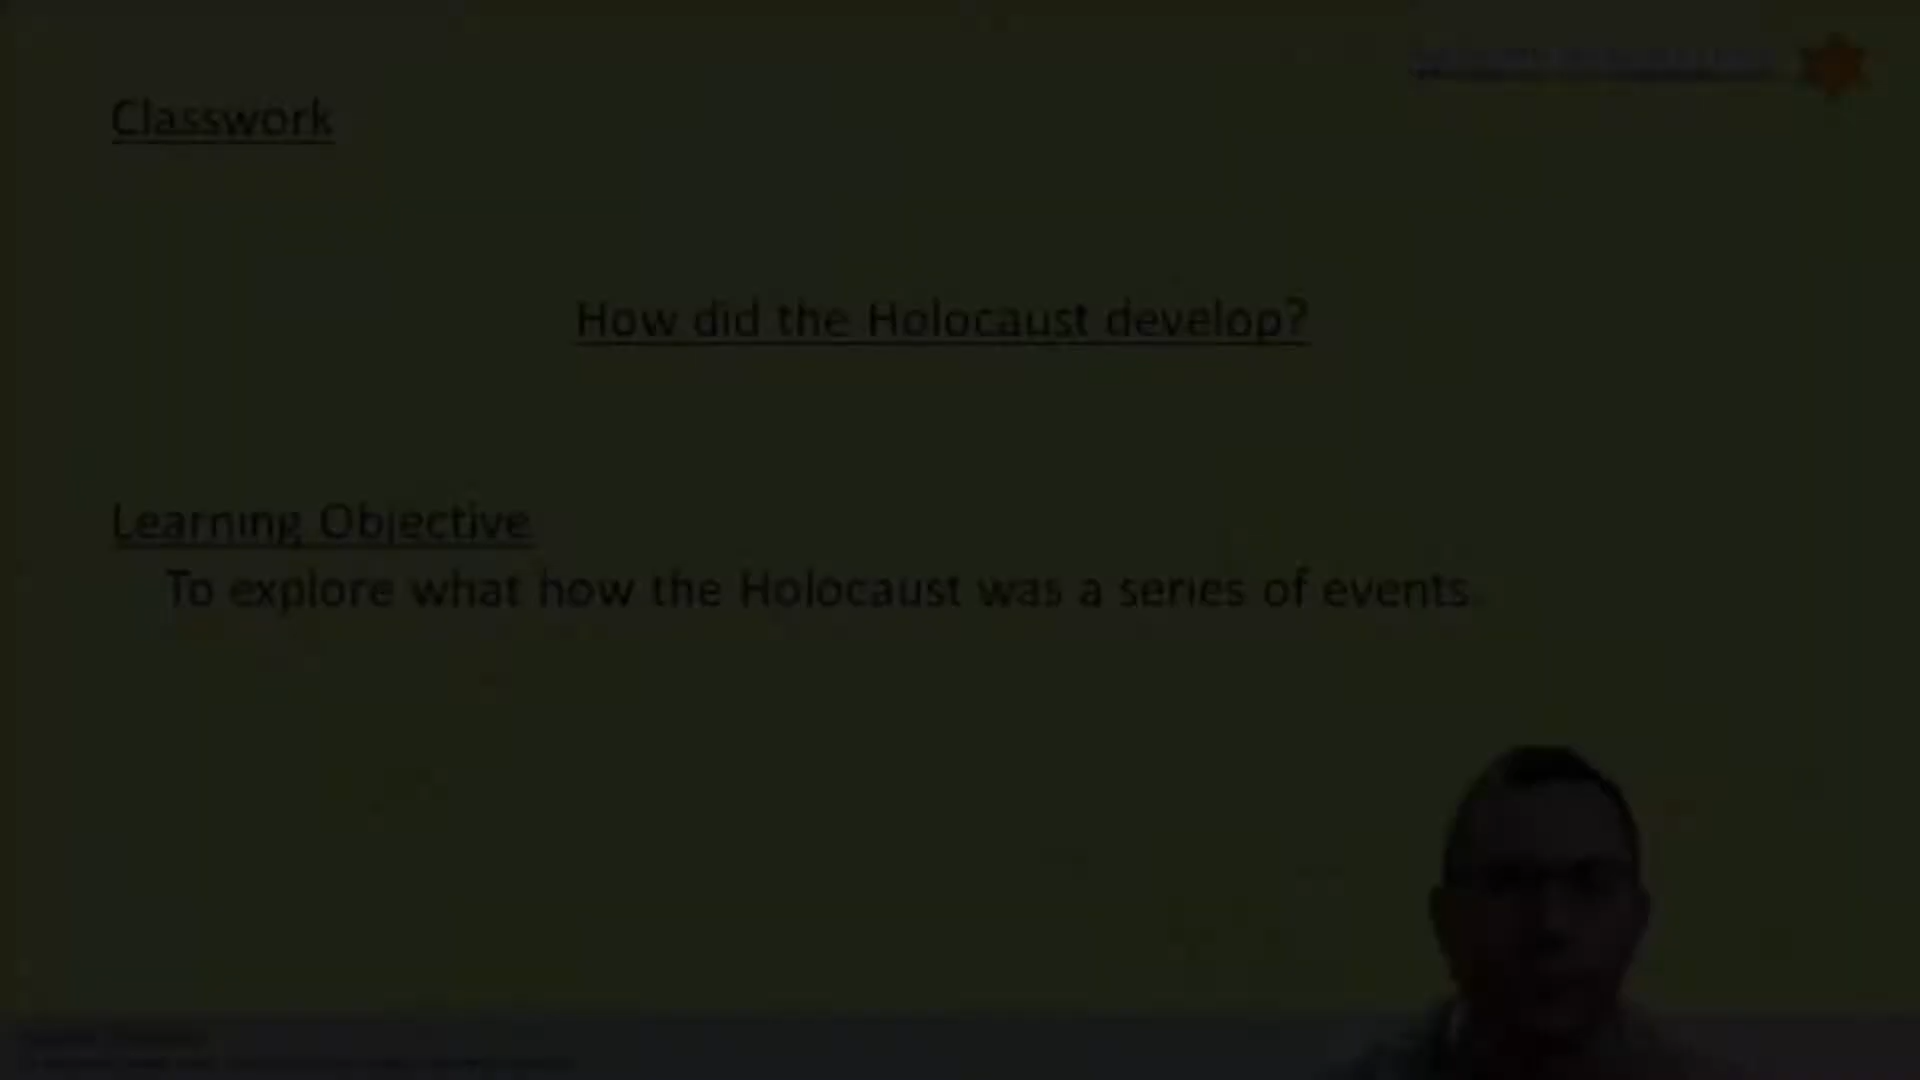 Classwork
How did the Holocaust develop?
Learning Objective
To explore what how the Holocaust was a series of events.